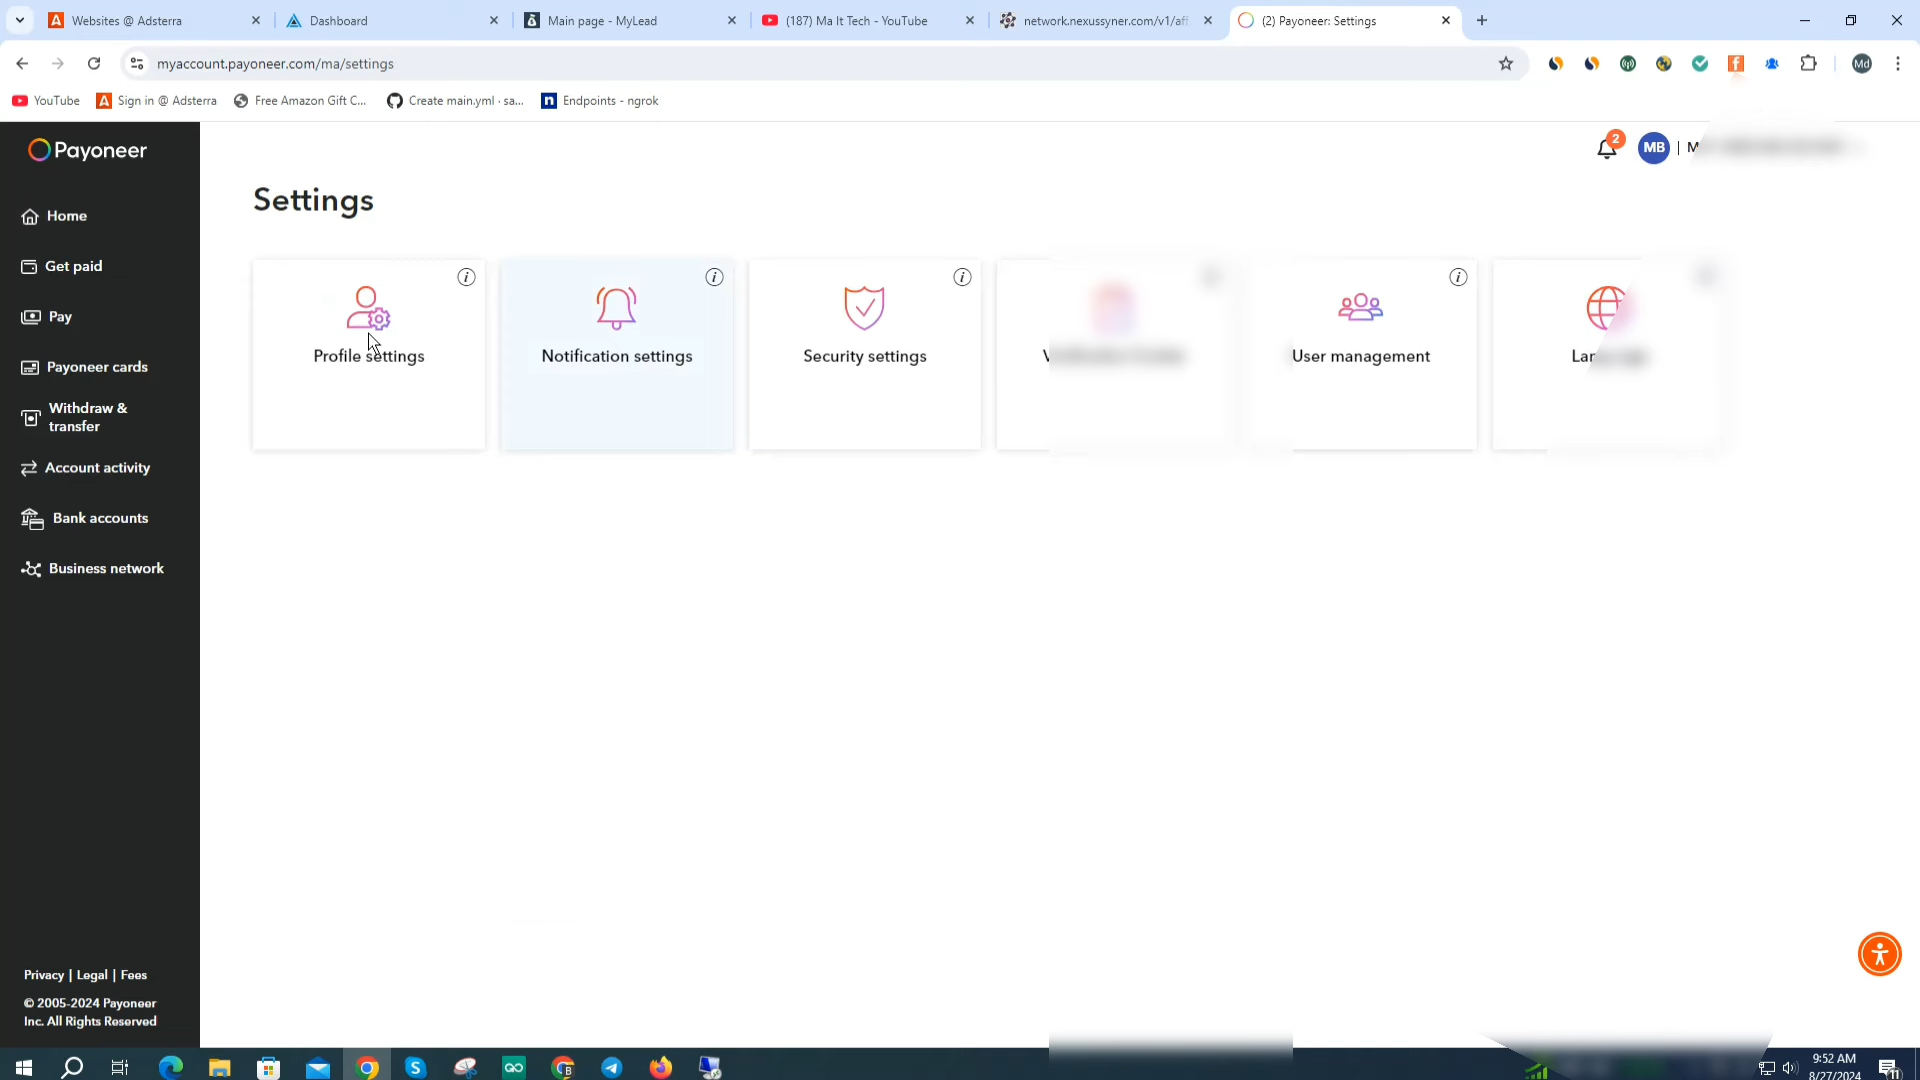 Websites @ Adsterra
Dashboard
Main page - MyLead
(187) Ma It Tech - YouTube
network.nexussyner.com/v1/aff
(2) Payoneer: Settings
myaccount.payoneer.com/ma/settings
Md
YouTube
Sign in @ Adsterra
Free Amazon Gift C...
Create main.yml · sa...
Endpoints - ngrok
Payoneer
2
MB | M
Settings
Home
Get paid
Pay
Payoneer cards
Withdraw &
transfer
Account activity
Bank accounts
Business network
Profile settings
Notification settings
Security settings
User management
Privacy | Legal | Fees
© 2005-2024 Payoneer
Inc. All Rights Reserved
9:52 AM
8/27/2024
11